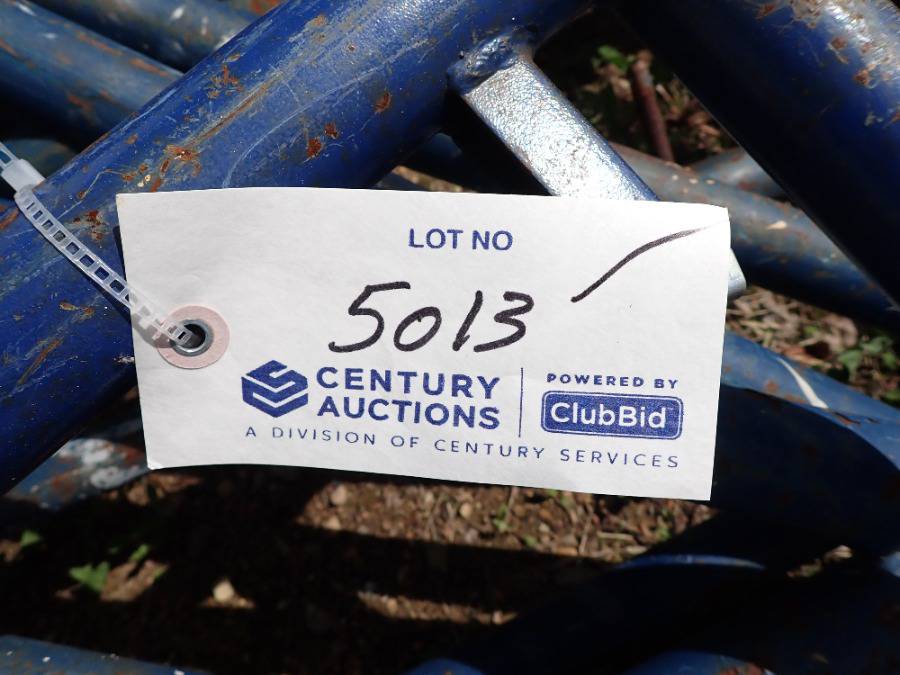 LOT NO
5013
CENTURY AUCTIONS
POWERED BY
ClubBid
A DIVISION OF CENTURY SERVICES